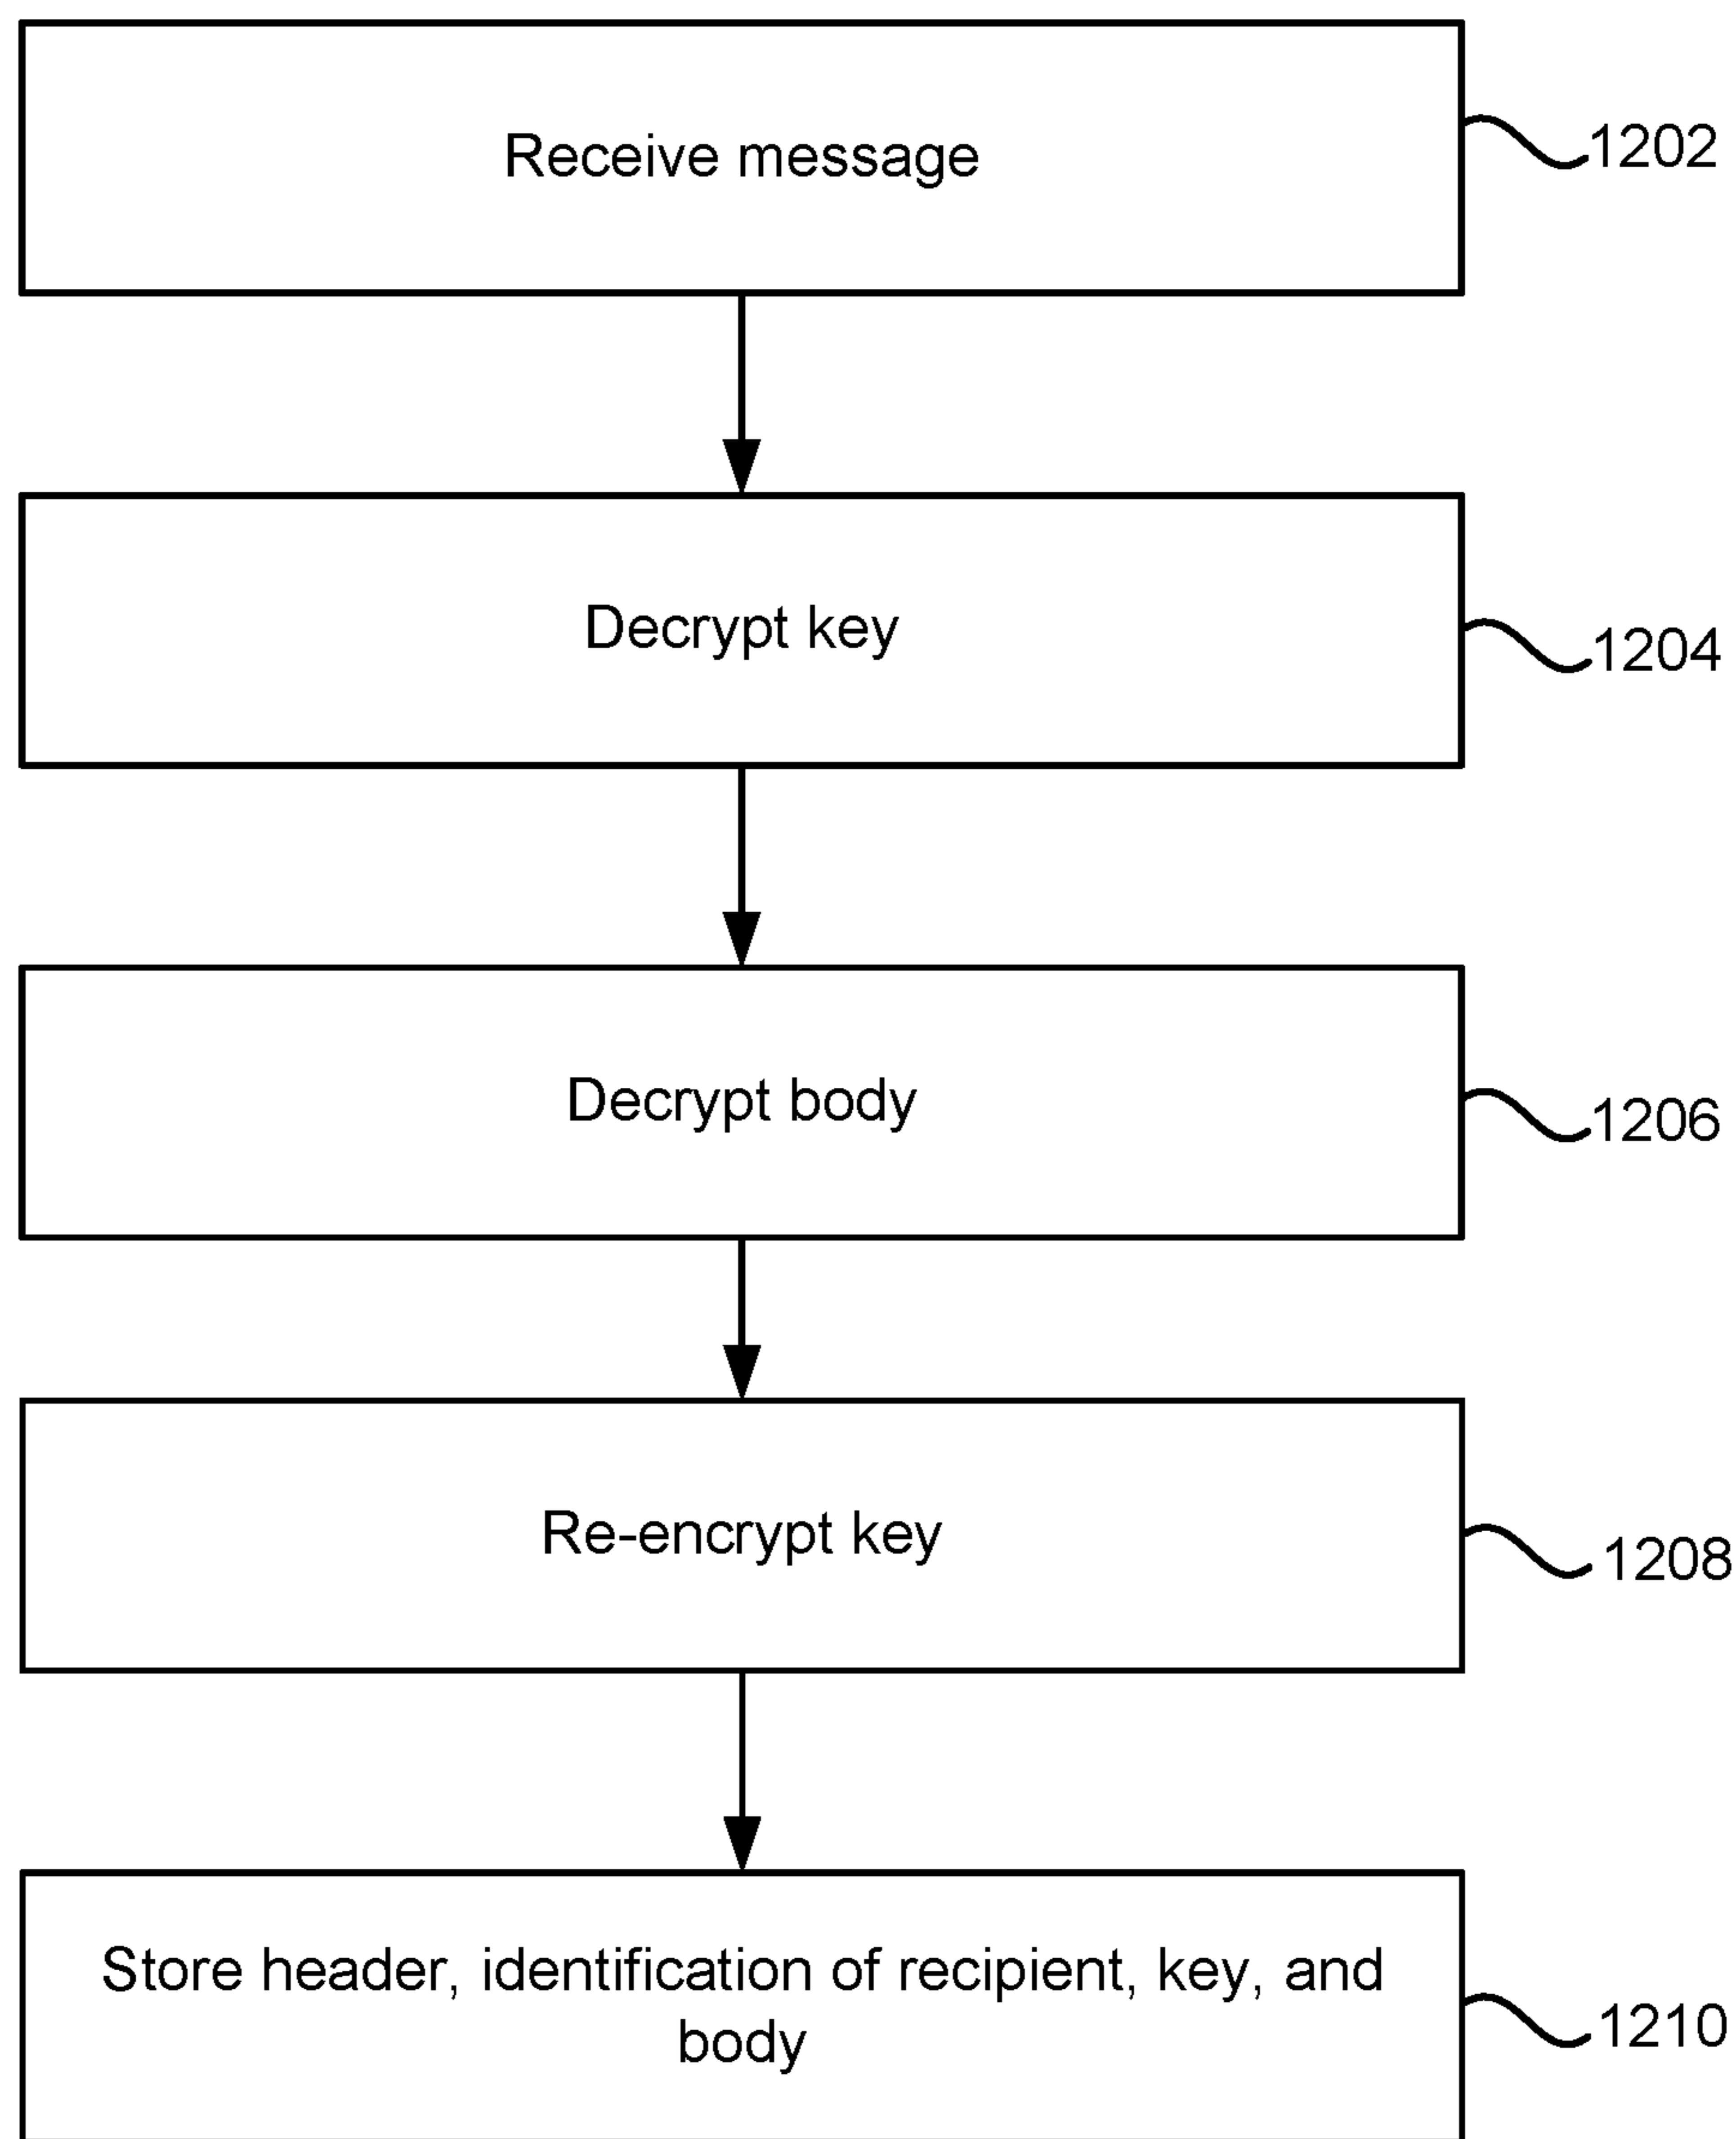 Receive message
1202
Decrypt key
1204
Decrypt body
1206
Re-encrypt key
1208
Store header, identification of recipient, key, and
body
1210